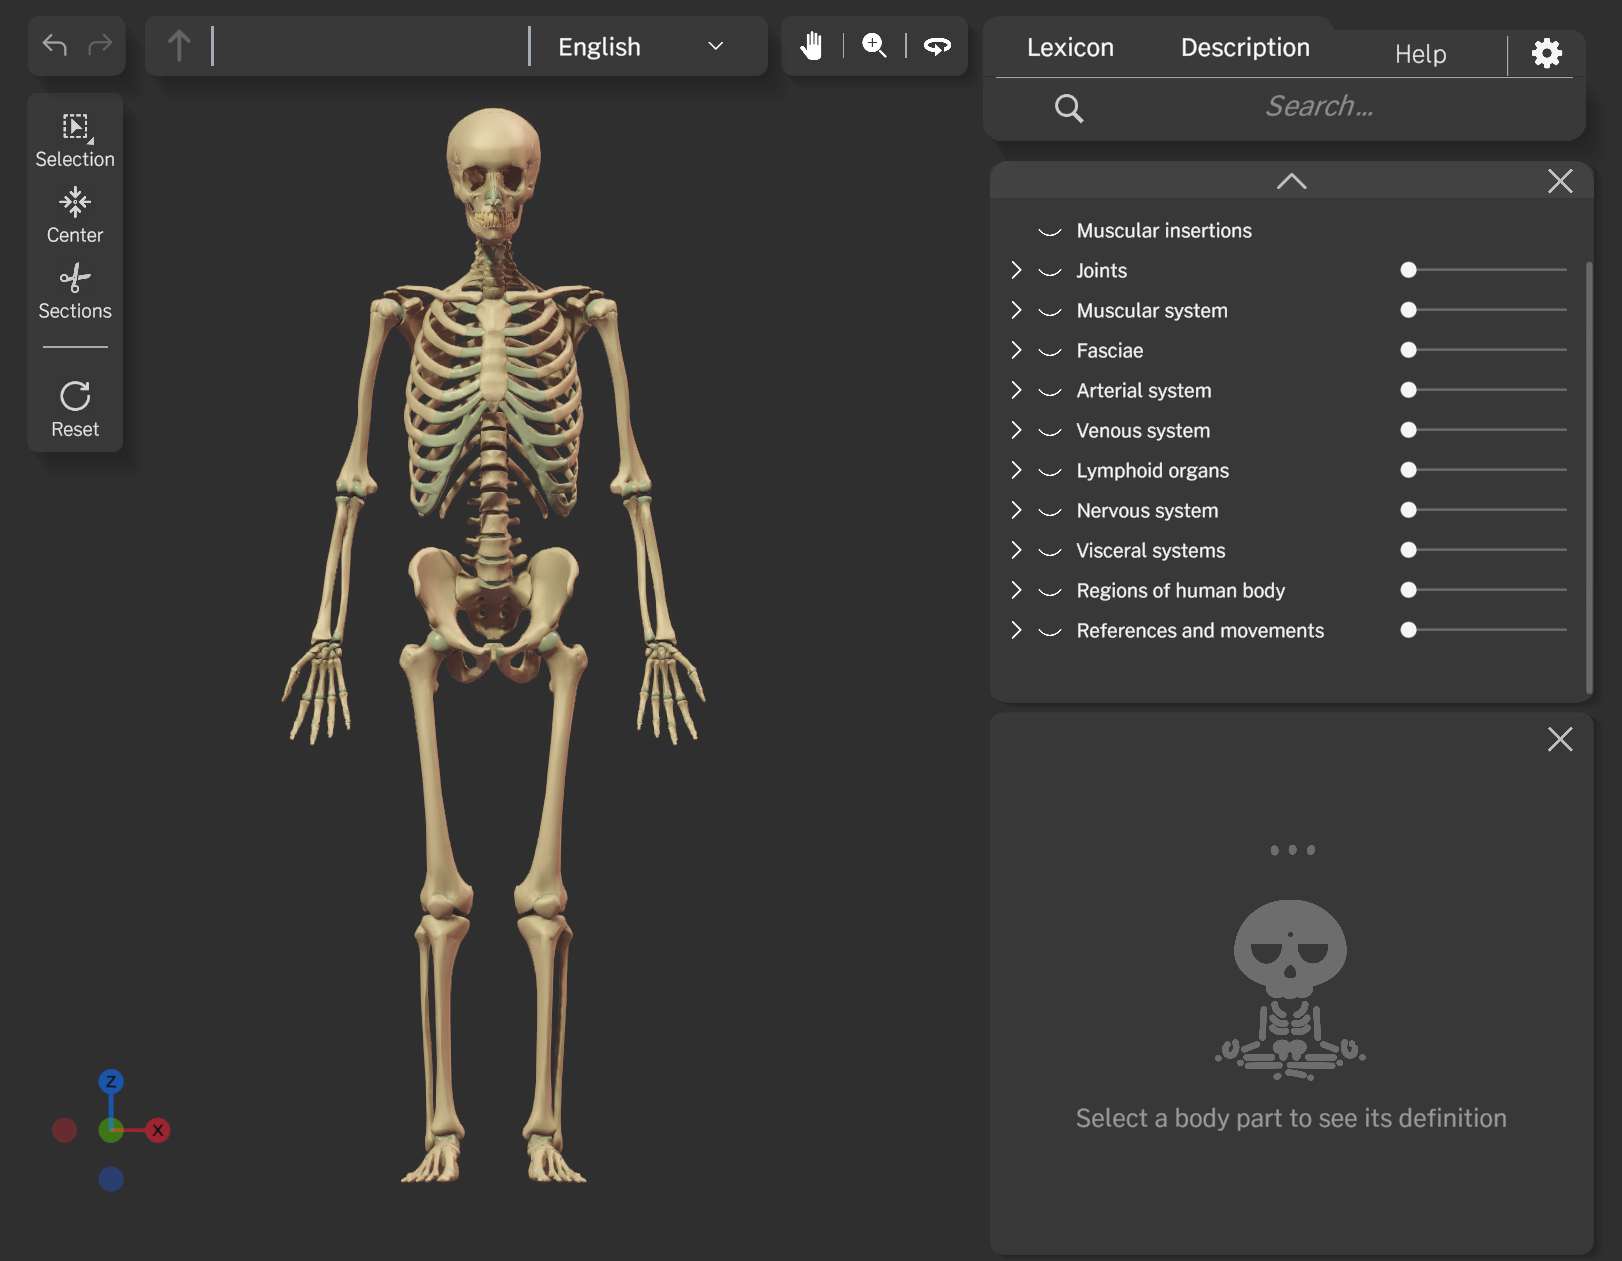 English
Lexicon
Description
Help
Search...
Selection
Center
Sections
Reset
Muscular insertions
Joints
Muscular system
Fasciae
Arterial system
Venous system
Lymphoid organs
Nervous system
Visceral systems
Regions of human body
References and movements
Select a body part to see its definition
Z
X